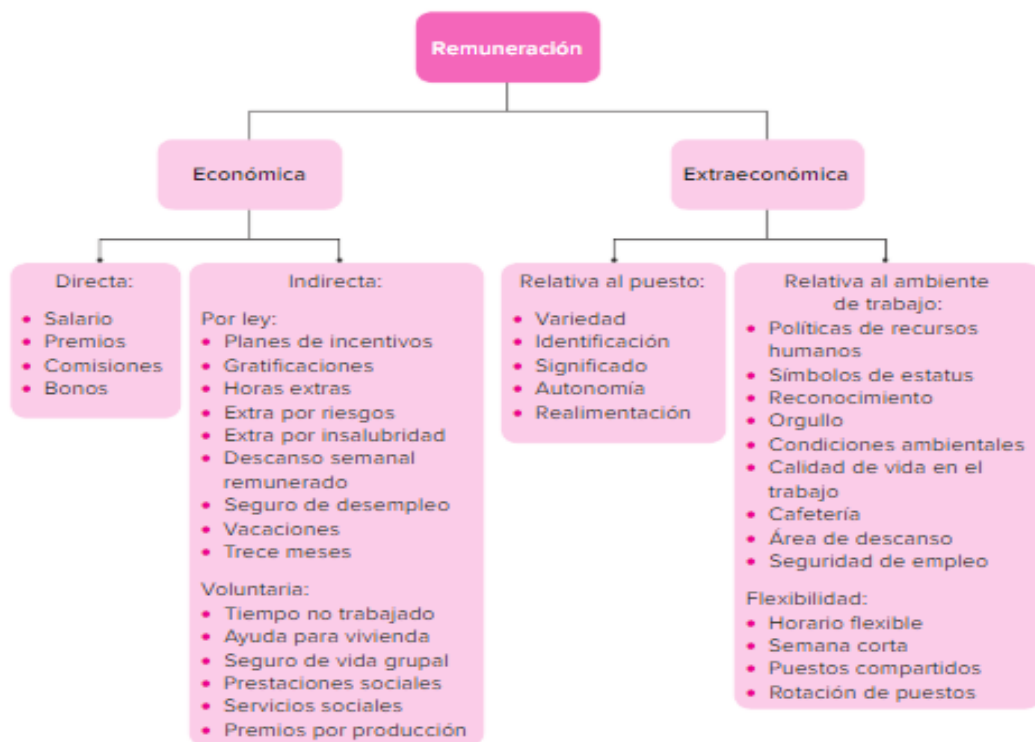 Remuneración
Económica
Extraeconómica
Directa:
• Salario
• Premios
• Comisiones
• Bonos
Indirecta:
Por ley:
• Planes de incentivos
• Gratificaciones
• Horas extras
• Extra por riesgos
• Extra por insalubridad
• Descanso semanal
remunerado
• Seguro de desempleo
• Vacaciones
• Trece meses
Voluntaria:
• Tiempo no trabajado
• Ayuda para vivienda
• Seguro de vida grupal
• Prestaciones sociales
• Servicios sociales
• Premios por producción
Relativa al puesto:
• Variedad
• Identificación
• Significado
• Autonomía
• Realimentación
Relativa al ambiente
de trabajo:
• Políticas de recursos
humanos
• Símbolos de estatus
• Reconocimiento
• Orgullo
• Condiciones ambientales
• Calidad de vida en el
trabajo
• Cafetería
• Área de descanso
• Seguridad de empleo
Flexibilidad:
• Horario flexible
• Semana corta
• Puestos compartidos
• Rotación de puestos